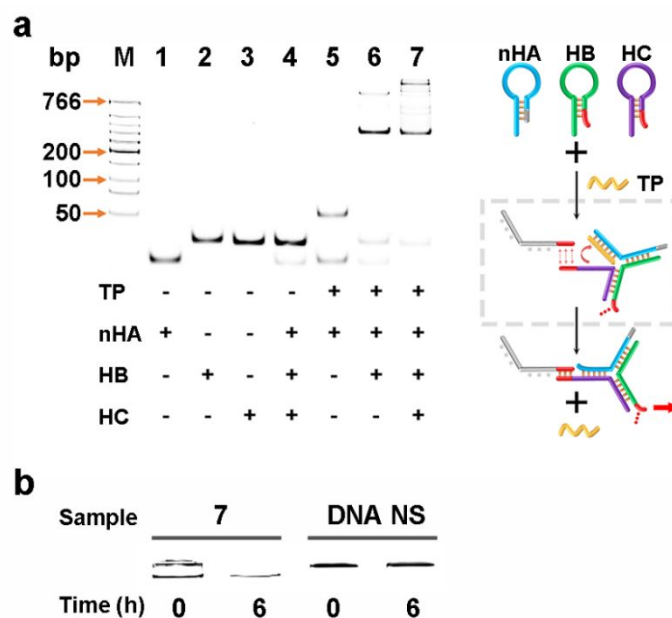 a
bp M 1 2 3 4 5 6 7
766
200
100
50
TP - - - - + + +
nHA + - - + + + +
HB - + - + - + +
HC - - + + - - +
nHA HB HC
+
TP
+
b
Sample 7 DNA NS
Time (h) 0 6 0 6